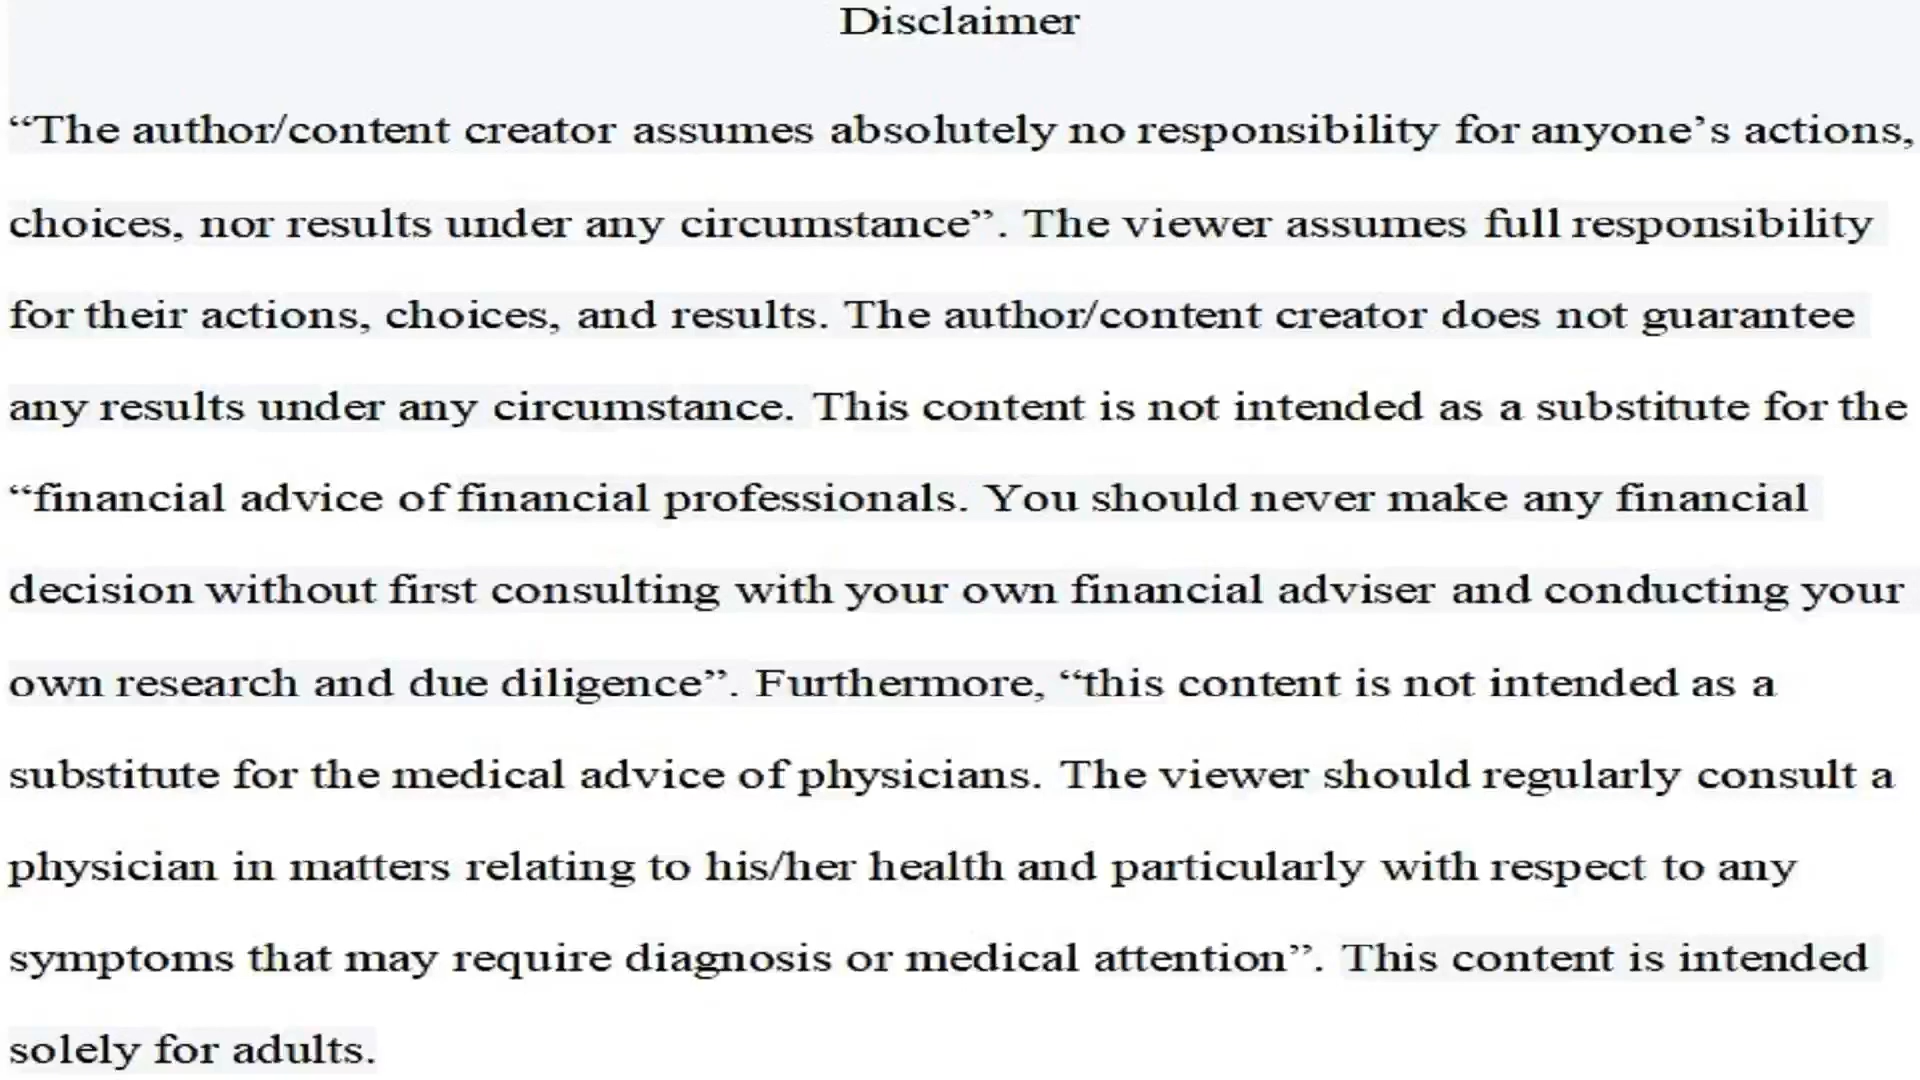 Disclaimer
“The author/content creator assumes absolutely no responsibility for anyone’s actions,
choices, nor results under any circumstance”. The viewer assumes full responsibility
for their actions, choices, and results. The author/content creator does not guarantee
any results under any circumstance. This content is not intended as a substitute for the
“financial advice of financial professionals. You should never make any financial
decision without first consulting with your own financial adviser and conducting your
own research and due diligence”. Furthermore, “this content is not intended as a
substitute for the medical advice of physicians. The viewer should regularly consult a
physician in matters relating to his/her health and particularly with respect to any
symptoms that may require diagnosis or medical attention”. This content is intended
solely for adults.